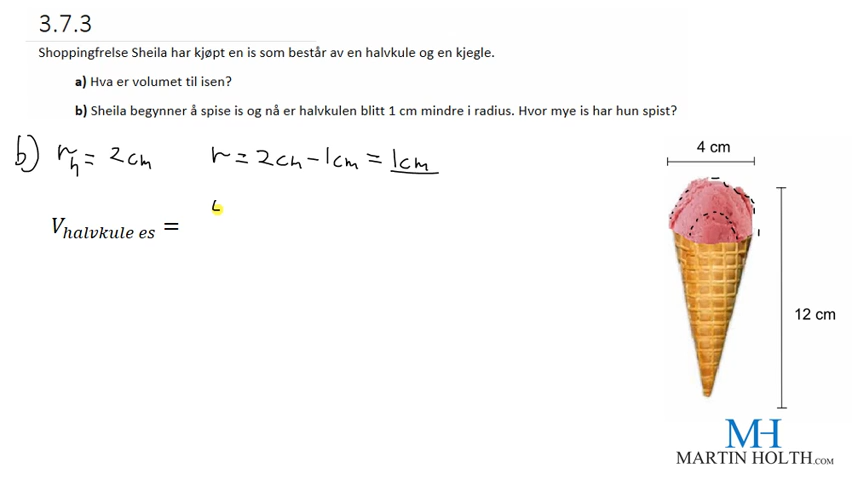 3.7.3
Shoppingfrelse Sheila har kjøpt en is som består av en halvkule og en kjegle.
a) Hva er volumet til isen?
b) Sheila begynner å spise is og nå er halvkulen blitt 1 cm mindre i radius. Hvor mye is har hun spist?
b) rh = 2cm r = 2cm - 1cm = 1cm
4 cm
Vhalvkule es =
12 cm
MH
MARTIN HOLTH.COM